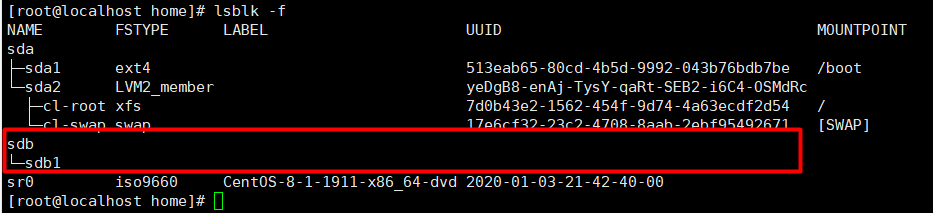 [root@localhost home]# lsblk -f
NAME FSTYPE LABEL UUID MOUNTPOINT
sda
├─sda1 ext4 513eab65-80cd-4b5d-9992-043b76bdb7be /boot
└─sda2 LVM2_member yeDgB8-enAj-TysY-qaRt-SEB2-i6C4-OSMdRc
├─cl-root xfs 7d0b43e2-1562-454f-9d74-4a63ecdf2d54 /
└─cl-swap swap 17e6cf32-23c2-4708-8aab-2ebf95492671 [SWAP]
sdb
└─sdb1
sr0 iso9660 CentOS-8-1-1911-x86_64-dvd 2020-01-03-21-42-40-00
[root@localhost home]#